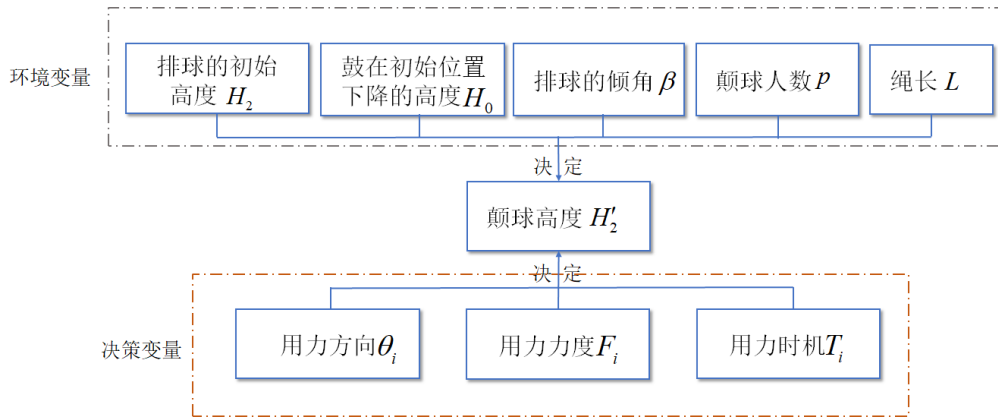 环境变量
排球的初始
高度 H₂
鼓在初始位置
下降的高度H₀
排球的倾角 β
颠球人数 p
绳长 L
决 定
颠球高度 H′₂
决 定
决策变量
用力方向θᵢ
用力力度Fᵢ
用力时机Tᵢ